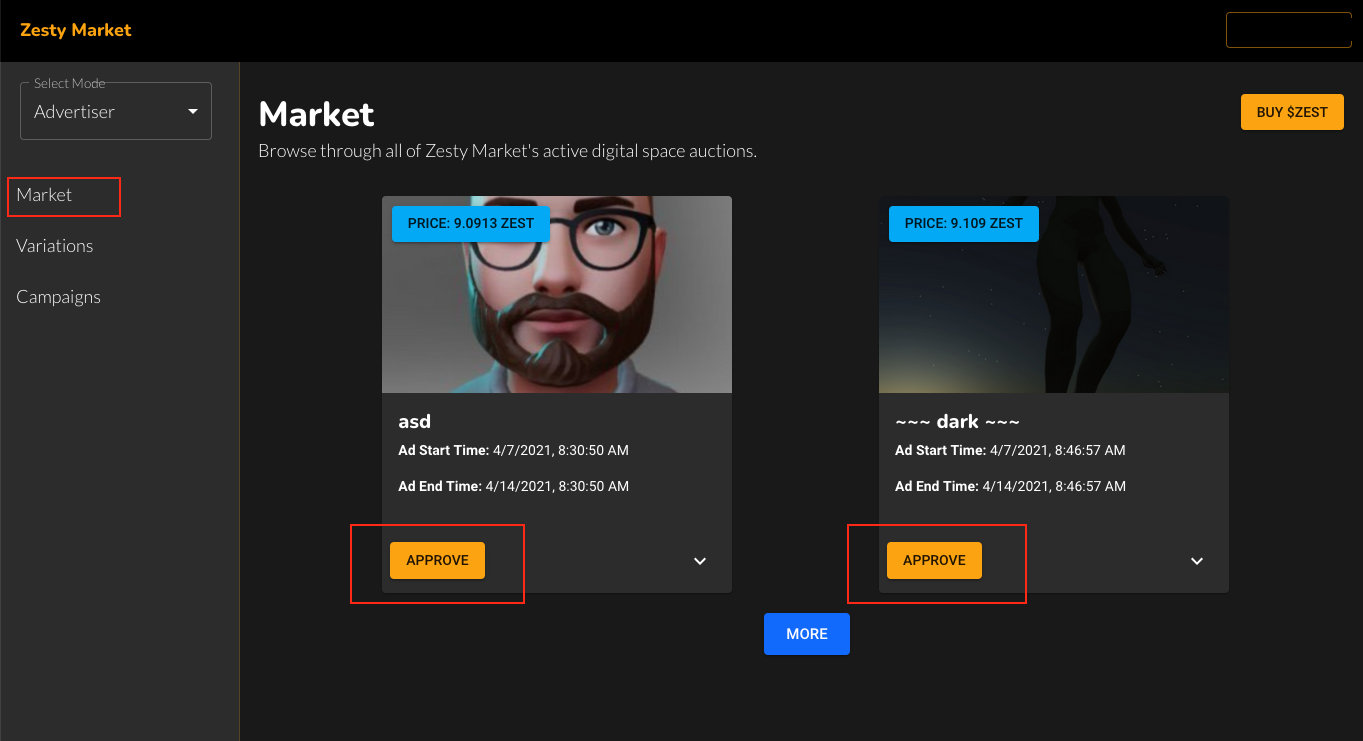 Zesty Market
Select Mode
Advertiser
Market
Variations
Campaigns
Market
BUY $ZEST
Browse through all of Zesty Market's active digital space auctions.
PRICE: 9.0913 ZEST
asd
Ad Start Time: 4/7/2021, 8:30:50 AM
Ad End Time: 4/14/2021, 8:30:50 AM
APPROVE
PRICE: 9.109 ZEST
~~~ dark ~~~
Ad Start Time: 4/7/2021, 8:46:57 AM
Ad End Time: 4/14/2021, 8:46:57 AM
APPROVE
MORE